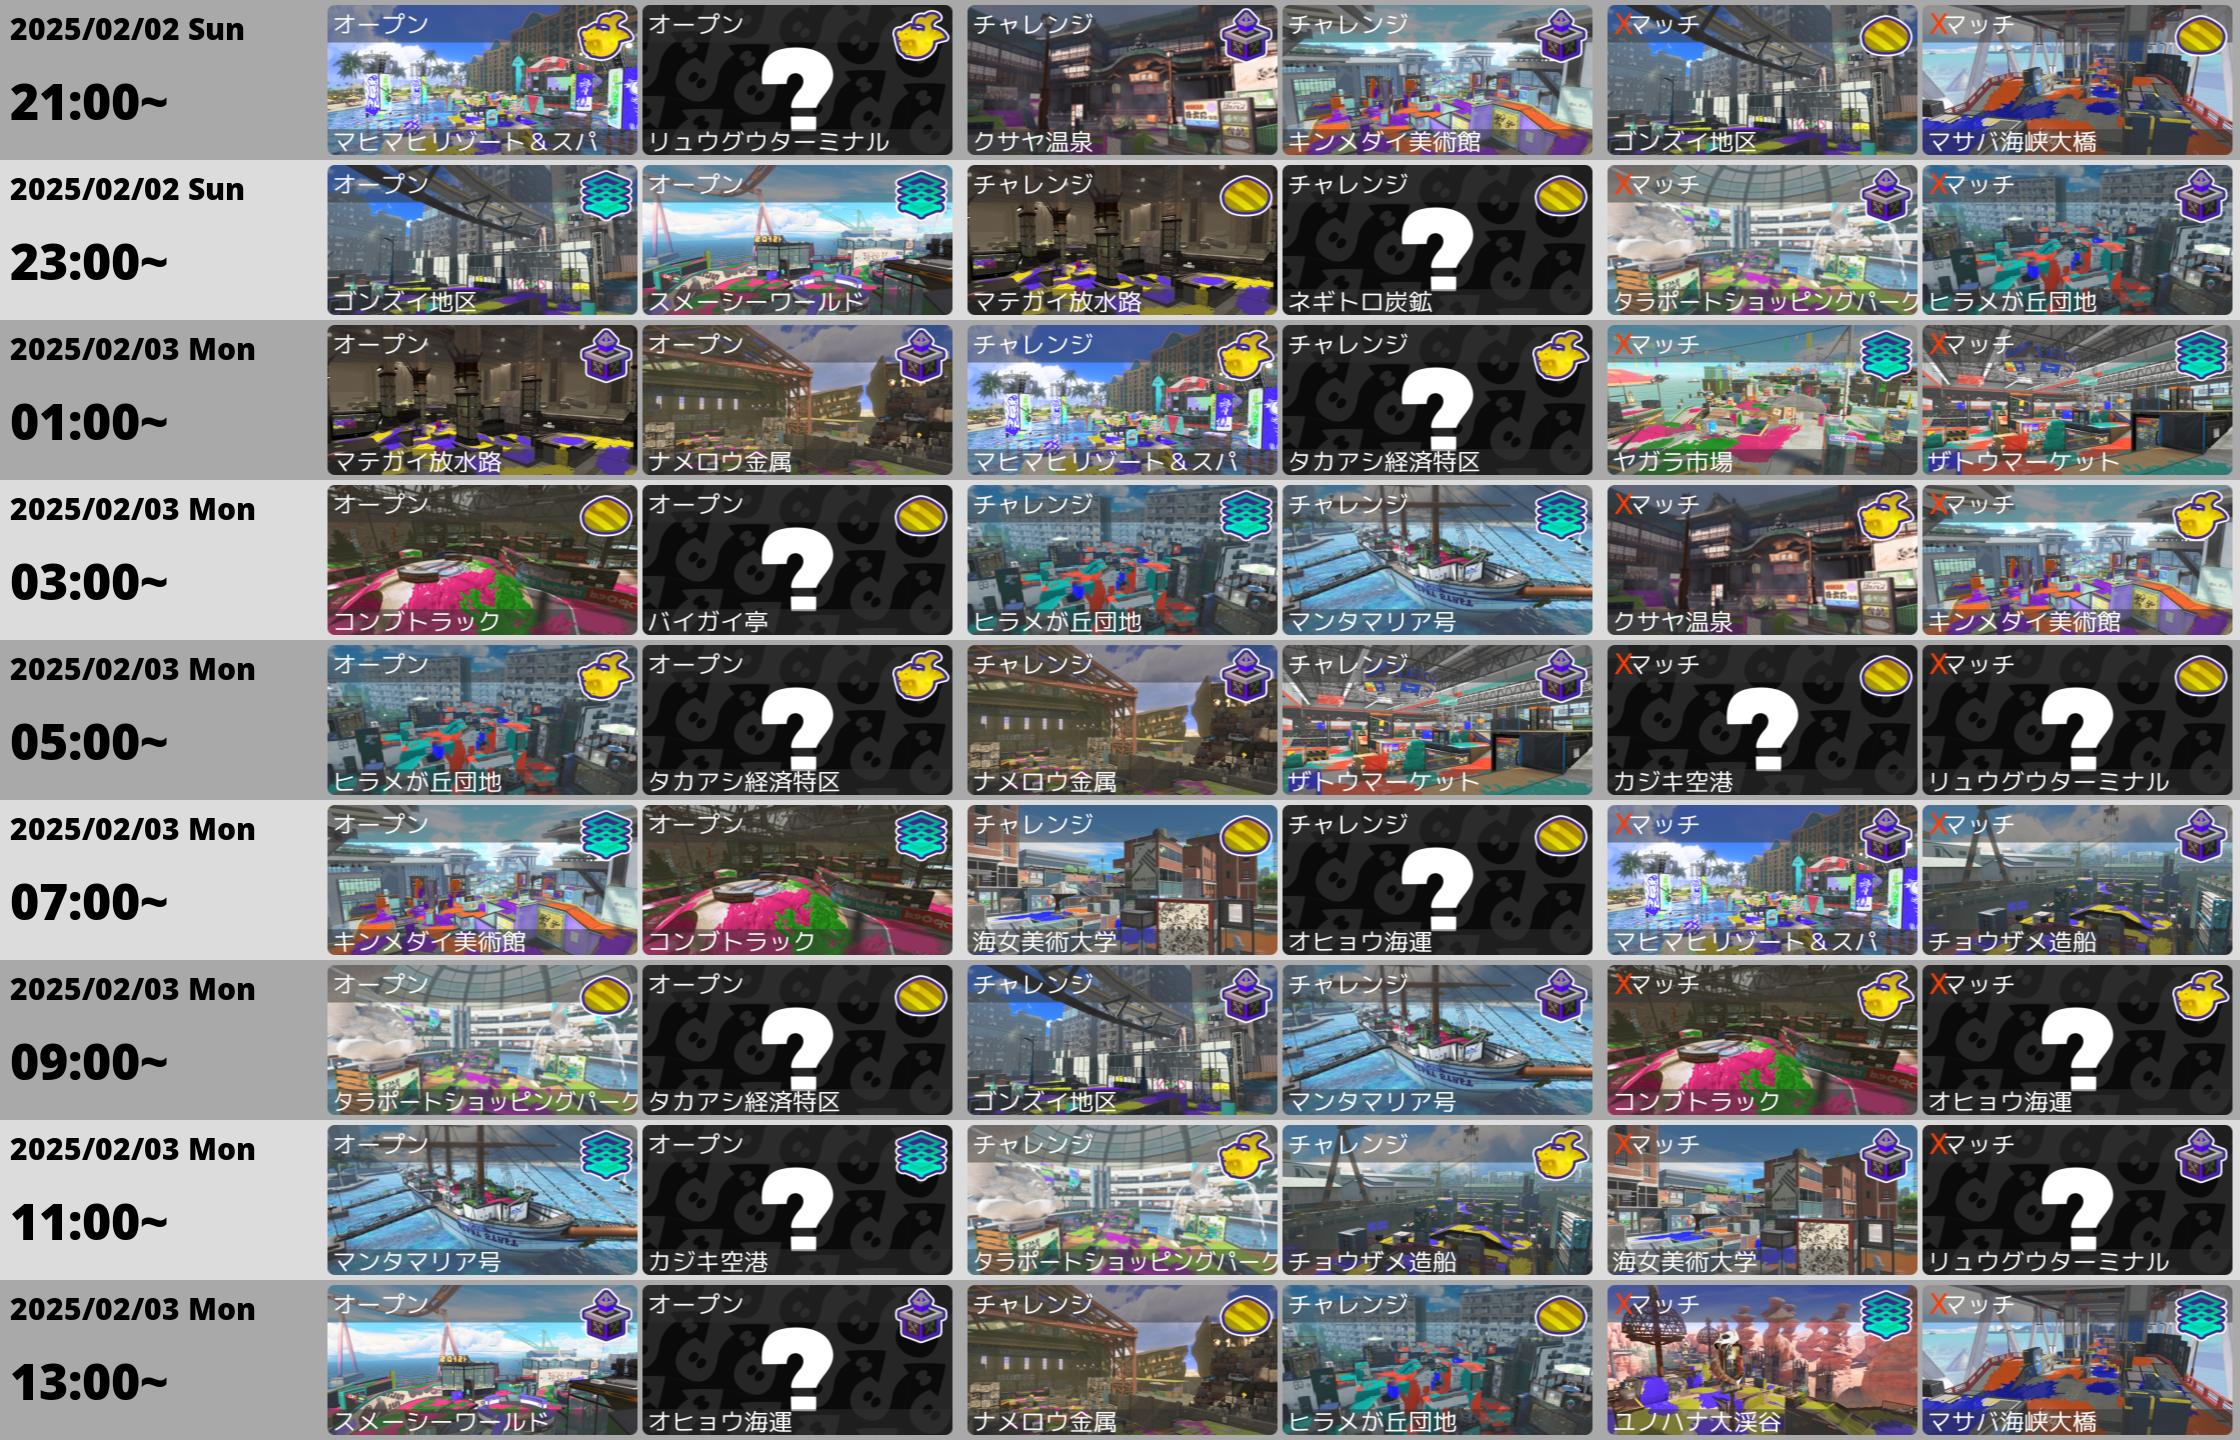 2025/02/02 Sun
21:00~
オープン
マヒマヒリゾート＆スパ
オープン
?
リュウグウターミナル
チャレンジ
クサヤ温泉
チャレンジ
キンメダイ美術館
Xマッチ
ゴンズイ地区
Xマッチ
マサバ海峡大橋
2025/02/02 Sun
23:00~
オープン
ゴンズイ地区
オープン
スメーシーワールド
チャレンジ
マテガイ放水路
チャレンジ
?
ネギトロ炭鉱
Xマッチ
タラポートショッピングパーク
Xマッチ
ヒラメが丘団地
2025/02/03 Mon
01:00~
オープン
マテガイ放水路
オープン
ナメロウ金属
チャレンジ
マヒマヒリゾート＆スパ
チャレンジ
?
タカアシ経済特区
Xマッチ
ヤガラ市場
Xマッチ
ザトウマーケット
2025/02/03 Mon
03:00~
オープン
コンブトラック
オープン
?
バイガイ亭
チャレンジ
ヒラメが丘団地
チャレンジ
マンタマリア号
Xマッチ
クサヤ温泉
Xマッチ
キンメダイ美術館
2025/02/03 Mon
05:00~
オープン
ヒラメが丘団地
オープン
?
タカアシ経済特区
チャレンジ
ナメロウ金属
チャレンジ
ザトウマーケット
Xマッチ
?
カジキ空港
Xマッチ
?
リュウグウターミナル
2025/02/03 Mon
07:00~
オープン
キンメダイ美術館
オープン
コンブトラック
チャレンジ
海女美術大学
チャレンジ
?
オヒョウ海運
Xマッチ
マヒマヒリゾート＆スパ
Xマッチ
チョウザメ造船
2025/02/03 Mon
09:00~
オープン
タラポートショッピングパーク
オープン
?
タカアシ経済特区
チャレンジ
ゴンズイ地区
チャレンジ
マンタマリア号
Xマッチ
コンブトラック
Xマッチ
?
オヒョウ海運
2025/02/03 Mon
11:00~
オープン
マンタマリア号
オープン
?
カジキ空港
チャレンジ
タラポートショッピングパーク
チャレンジ
チョウザメ造船
Xマッチ
海女美術大学
Xマッチ
?
リュウグウターミナル
2025/02/03 Mon
13:00~
オープン
スメーシーワールド
オープン
?
オヒョウ海運
チャレンジ
ナメロウ金属
チャレンジ
ヒラメが丘団地
Xマッチ
ユノハナ大渓谷
Xマッチ
マサバ海峡大橋